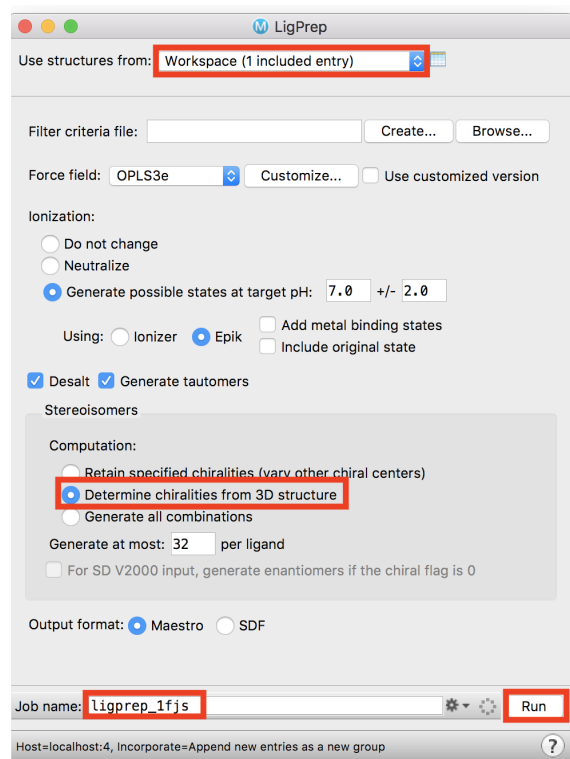 LigPrep
Use structures from: Workspace (1 included entry)
Filter criteria file: Create... Browse...
Force field: OPLS3e Customize... Use customized version
Ionization:
Do not change
Neutralize
Generate possible states at target pH: 7.0 +/- 2.0
Using: Ionizer Epik Add metal binding states
Include original state
Desalt Generate tautomers
Stereoisomers
Computation:
Retain specified chiralities (vary other chiral centers)
Determine chiralities from 3D structure
Generate all combinations
Generate at most: 32 per ligand
For SD V2000 input, generate enantiomers if the chiral flag is 0
Output format: Maestro SDF
Job name: ligprep_1fjs Run
Host=localhost:4, Incorporate=Append new entries as a new group ?